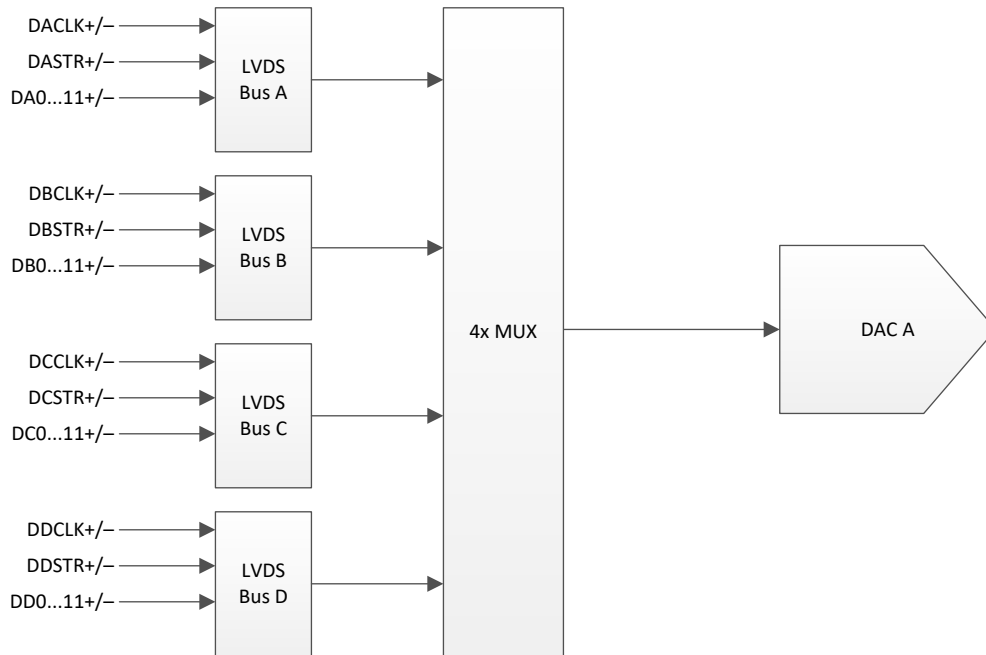 DACLK+/–
DASTR+/–
DA0...11+/–
LVDS
Bus A
DBCLK+/–
DBSTR+/–
DB0...11+/–
LVDS
Bus B
DCCLK+/–
DCSTR+/–
DC0...11+/–
LVDS
Bus C
DDCLK+/–
DDSTR+/–
DD0...11+/–
LVDS
Bus D
4x MUX
DAC A